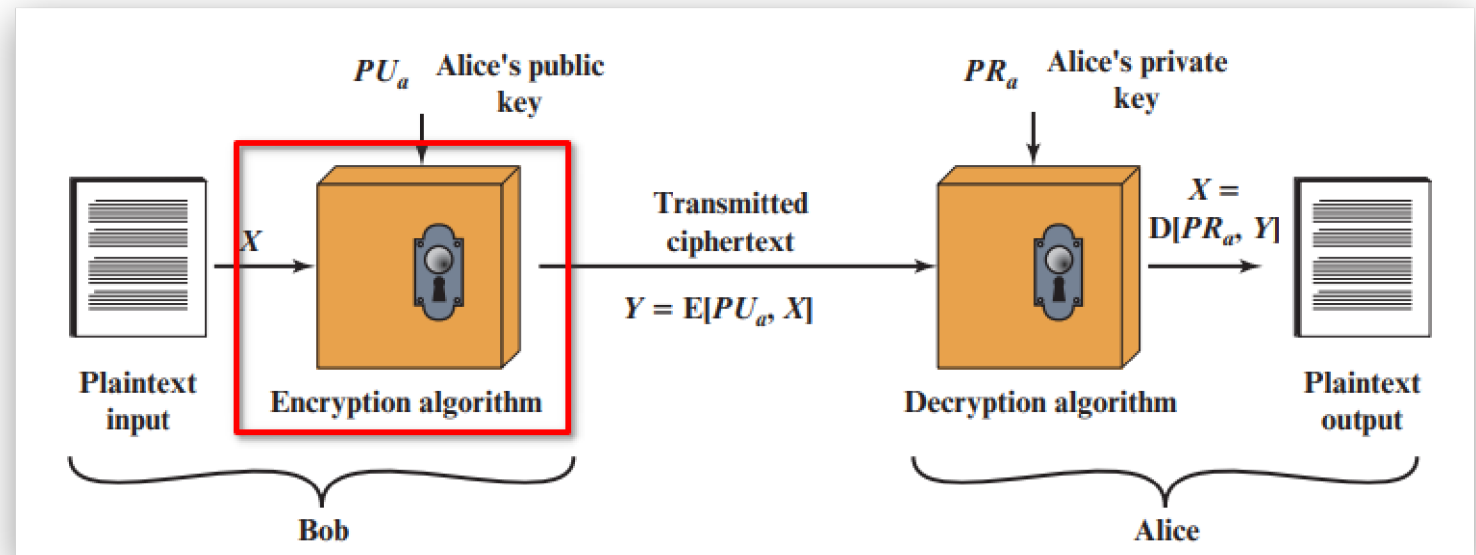 PUa Alice's public
key
PRa Alice's private
key
X
Transmitted
ciphertext
Y = E[PUa, X]
X =
D[PRa, Y]
Plaintext
input
Encryption algorithm
Decryption algorithm
Plaintext
output
Bob
Alice